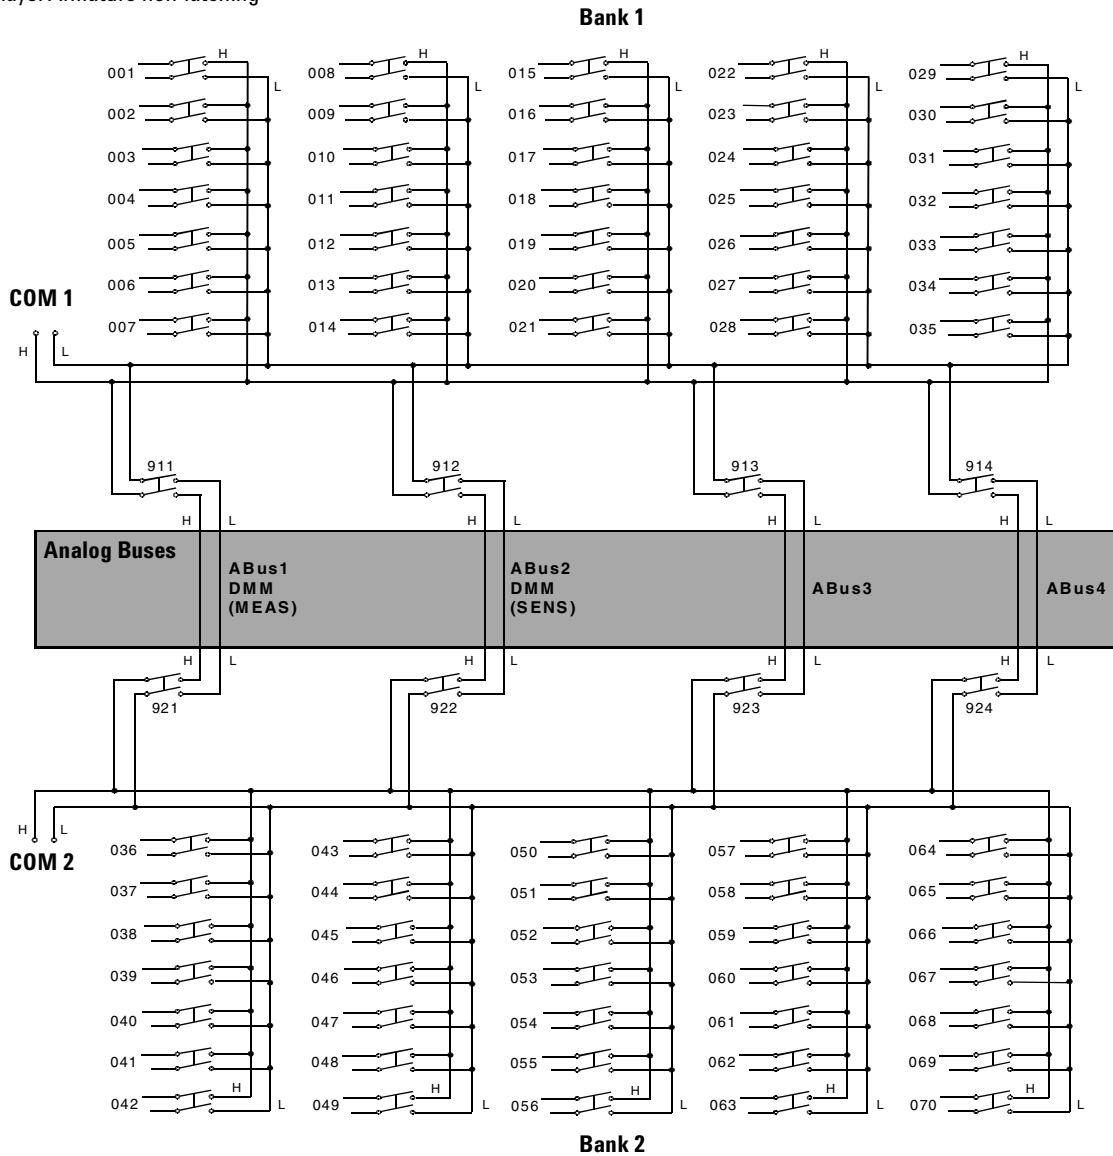 Bank 1
H H H H H
001 008 015 022 029
L L L L L
002 009 016 023 030
003 010 017 024 031
004 011 018 025 032
005 012 019 026 033
006 013 020 027 034
COM 1
007 014 021 028 035
H L
911 912 913 914
H L H L H L H L
Analog Buses
ABus1
DMM
(MEAS)
ABus2
DMM
(SENS)
ABus3
ABus4
H L H L H L H L
921 922 923 924
H L
COM 2
036 043 050 057 064
037 044 051 058 065
038 045 052 059 066
039 046 053 060 067
040 047 054 061 068
041 048 055 062 069
H H H H H
042 049 056 063 070
L L L L L
Bank 2